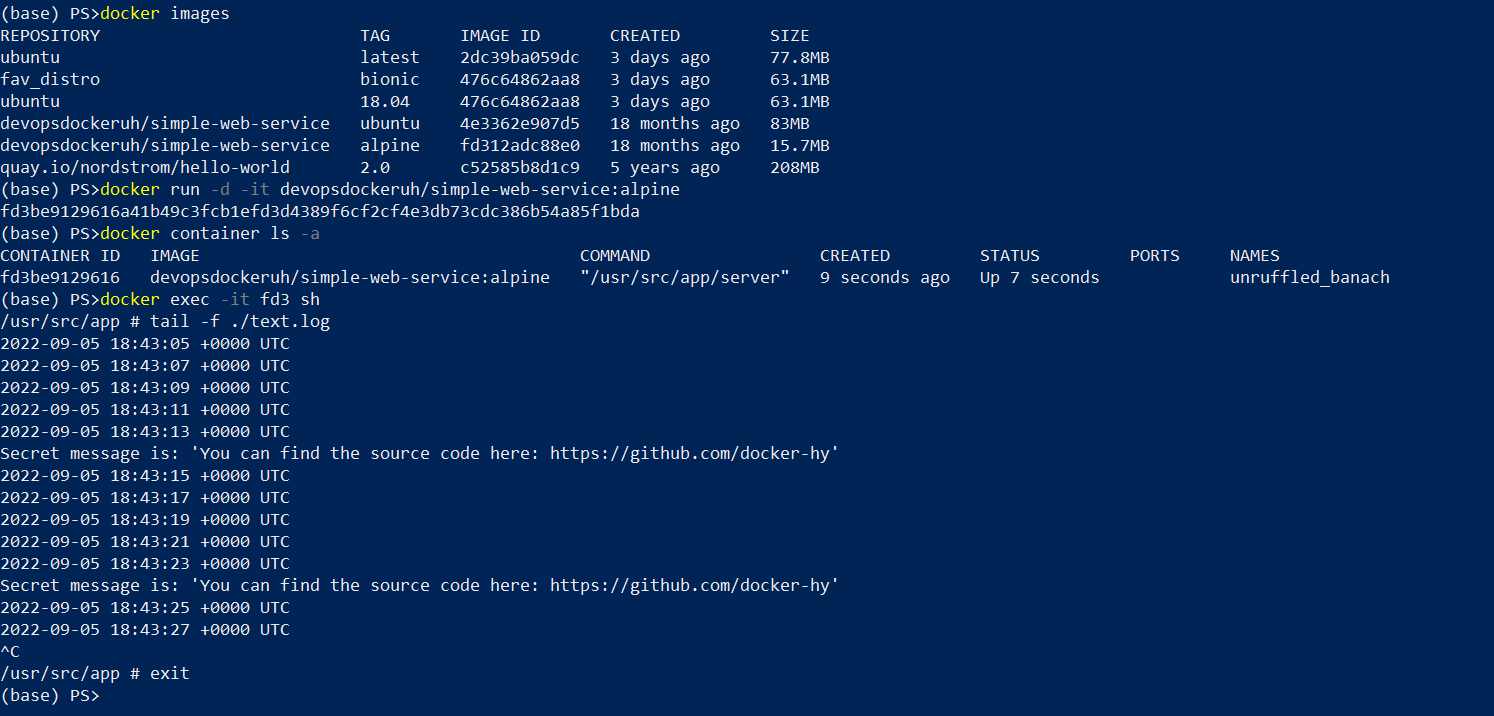 (base) PS>docker images
REPOSITORY                          TAG       IMAGE ID       CREATED         SIZE
ubuntu                              latest    2dc39ba059dc   3 days ago      77.8MB
fav_distro                          bionic    476c64862aa8   3 days ago      63.1MB
ubuntu                              18.04     476c64862aa8   3 days ago      63.1MB
devopsdockeruh/simple-web-service   ubuntu    4e3362e907d5   18 months ago   83MB
devopsdockeruh/simple-web-service   alpine    fd312adc88e0   18 months ago   15.7MB
quay.io/nordstrom/hello-world       2.0       c52585b8d1c9   5 years ago     208MB
(base) PS>docker run -d -it devopsdockeruh/simple-web-service:alpine
fd3be9129616a41b49c3fcb1efd3d4389f6cf2cf4e3db73cdc386b54a85f1bda
(base) PS>docker container ls -a
CONTAINER ID   IMAGE                                      COMMAND                 CREATED         STATUS         PORTS     NAMES
fd3be9129616   devopsdockeruh/simple-web-service:alpine   "/usr/src/app/server"   9 seconds ago   Up 7 seconds             unruffled_banach
(base) PS>docker exec -it fd3 sh
/usr/src/app # tail -f ./text.log
2022-09-05 18:43:05 +0000 UTC
2022-09-05 18:43:07 +0000 UTC
2022-09-05 18:43:09 +0000 UTC
2022-09-05 18:43:11 +0000 UTC
2022-09-05 18:43:13 +0000 UTC
Secret message is: 'You can find the source code here: https://github.com/docker-hy'
2022-09-05 18:43:15 +0000 UTC
2022-09-05 18:43:17 +0000 UTC
2022-09-05 18:43:19 +0000 UTC
2022-09-05 18:43:21 +0000 UTC
2022-09-05 18:43:23 +0000 UTC
Secret message is: 'You can find the source code here: https://github.com/docker-hy'
2022-09-05 18:43:25 +0000 UTC
2022-09-05 18:43:27 +0000 UTC
^C
/usr/src/app # exit
(base) PS>